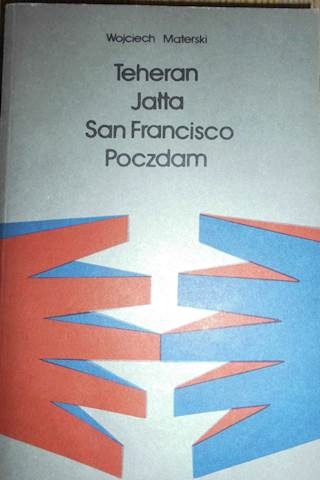 Wojciech Materski
Teheran
Jałta
San Francisco
Poczdam